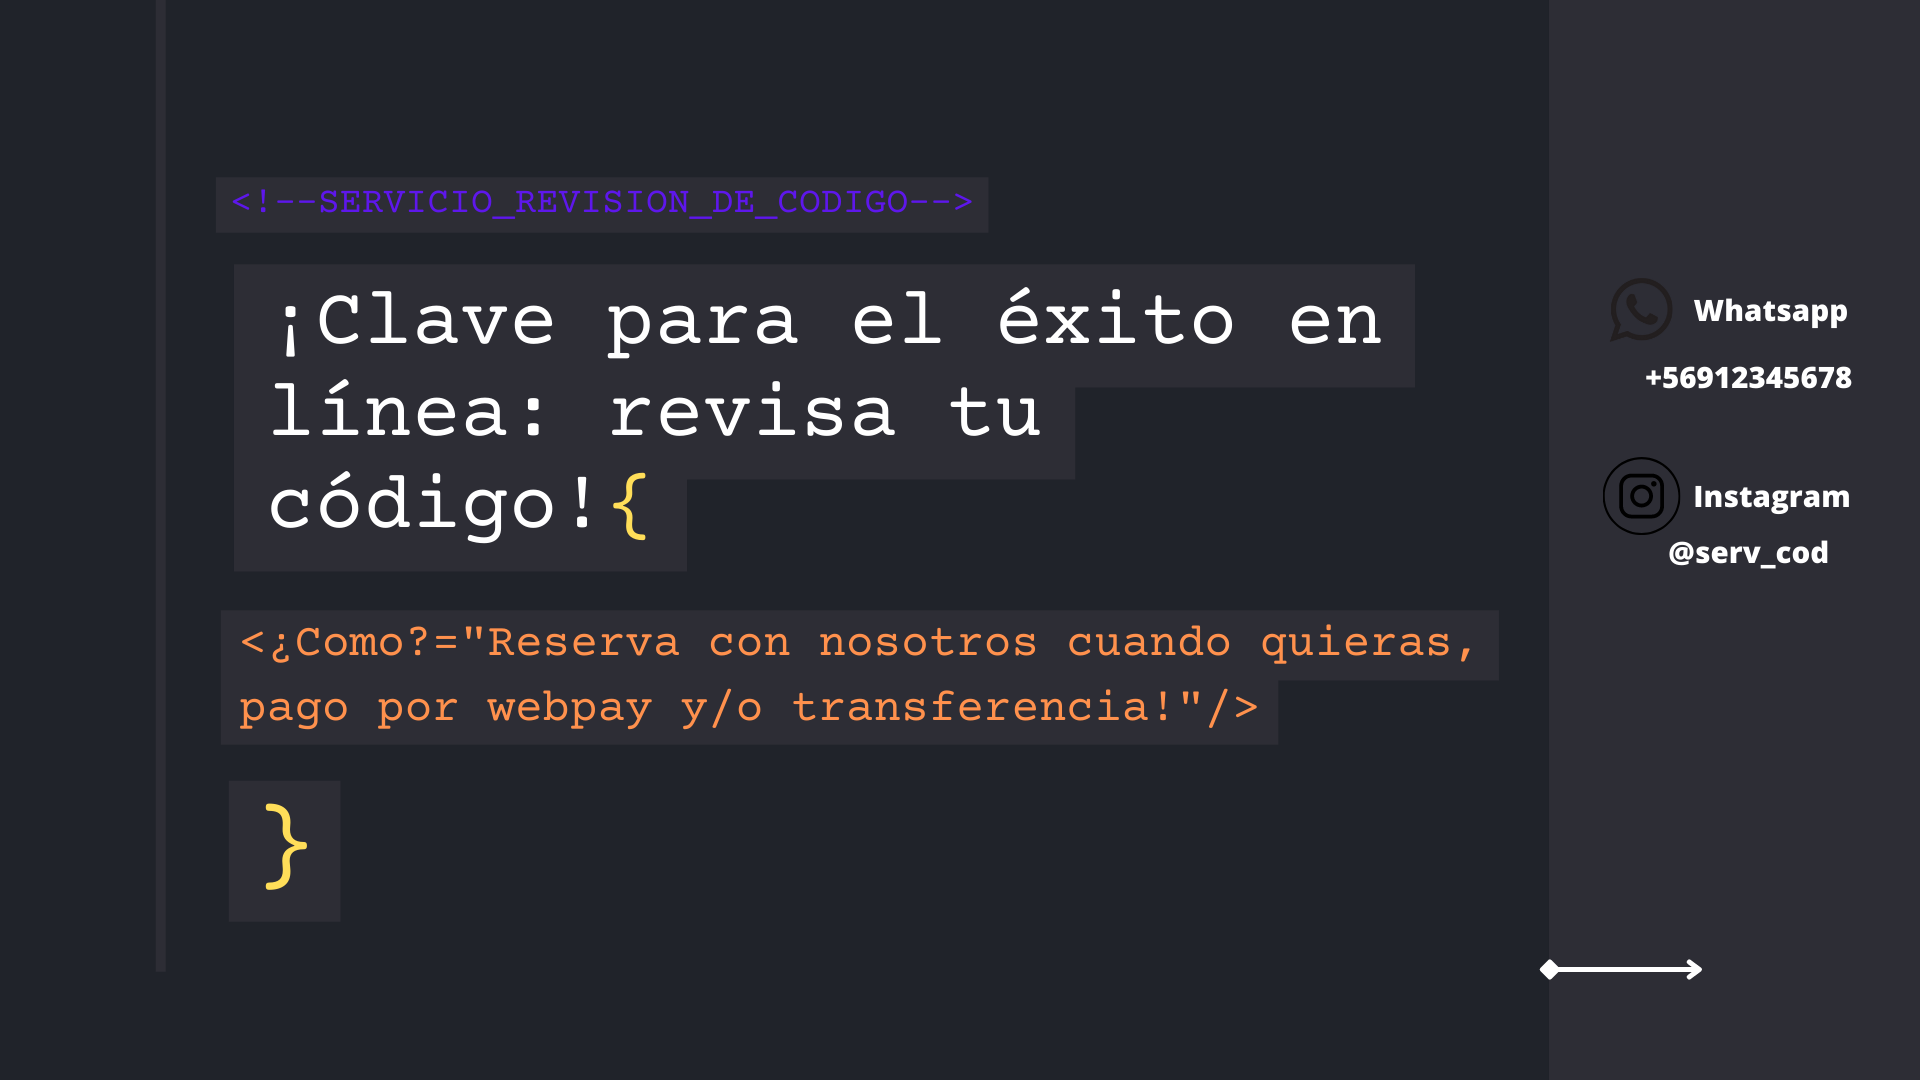 <!--SERVICIO_REVISION_DE_CODIGO-->
¡Clave para el éxito en
línea: revisa tu
código!{
<¿Como?="Reserva con nosotros cuando quieras,
pago por webpay y/o transferencia!"/>
}
Whatsapp
+56912345678
Instagram
@serv_cod